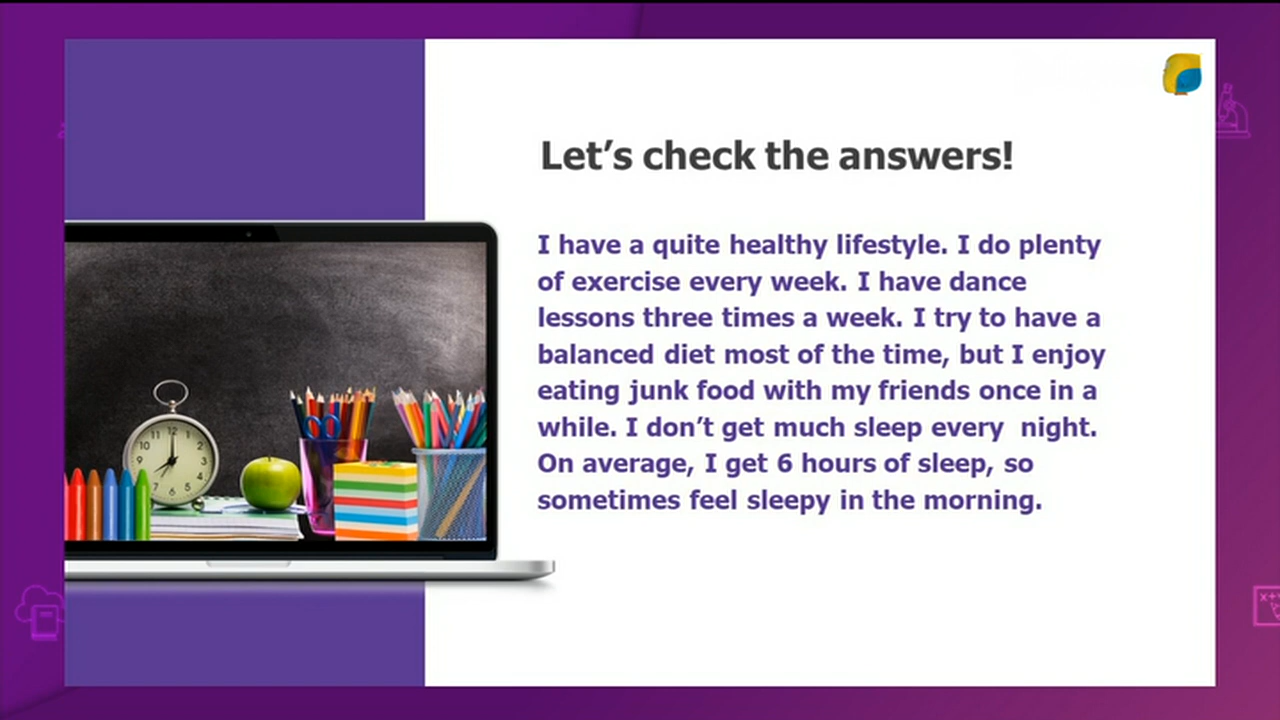 Let's check the answers!
I have a quite healthy lifestyle. I do plenty
of exercise every week. I have dance
lessons three times a week. I try to have a
balanced diet most of the time, but I enjoy
eating junk food with my friends once in a
while. I don't get much sleep every  night.
On average, I get 6 hours of sleep, so
sometimes feel sleepy in the morning.